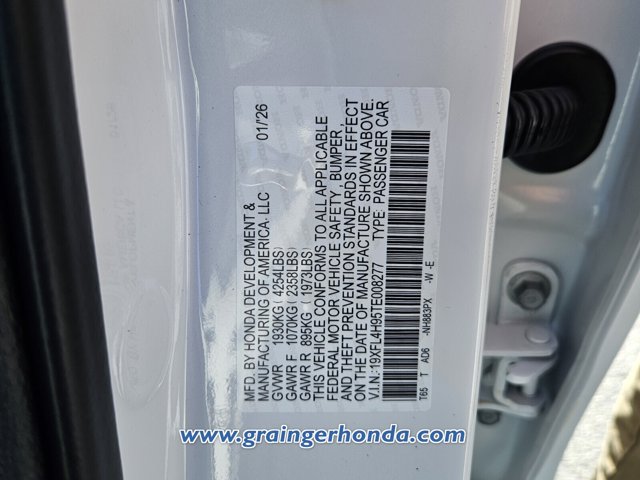 MFD. BY HONDA DEVELOPMENT &
MANUFACTURING OF AMERICA, LLC 01/26
GVWR 1930KG ( 4254LBS)
GAWR F 1070KG ( 2358LBS)
GAWR R 895KG ( 1973LBS)
THIS VEHICLE CONFORMS TO ALL APPLICABLE
FEDERAL MOTOR VEHICLE SAFETY, BUMPER,
AND THEFT PREVENTION STANDARDS IN EFFECT
ON THE DATE OF MANUFACTURE SHOWN ABOVE.
V.I.N: 19XFL4H95TE008277 TYPE: PASSENGER CAR
T65 T AD6 -NH883PX -W -E
www.graingerhonda.com